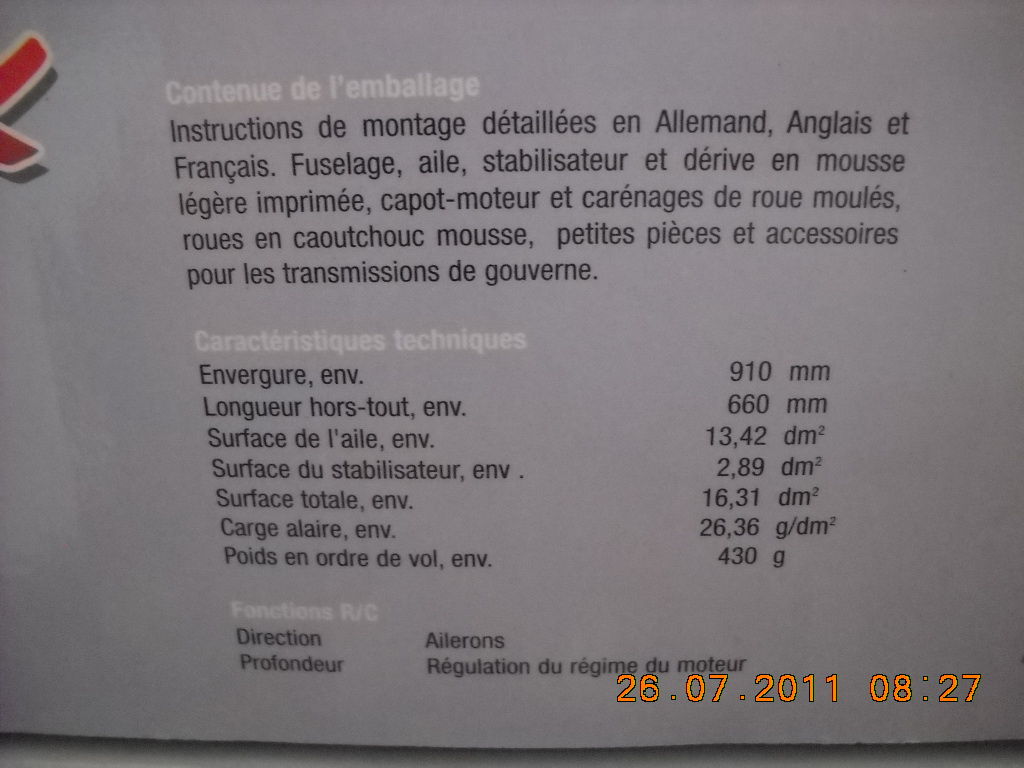 Contenue de l'emballage
Instructions de montage détaillées en Allemand, Anglais et
Français. Fuselage, aile, stabilisateur et dérive en mousse
légère imprimée, capot-moteur et carénages de roue moulés,
roues en caoutchouc mousse, petites pièces et accessoires
pour les transmissions de gouverne.
Caractéristiques techniques
Envergure, env. 910 mm
Longueur hors-tout, env. 660 mm
Surface de l'aile, env. 13,42 dm²
Surface du stabilisateur, env . 2,89 dm²
Surface totale, env. 16,31 dm²
Carge alaire, env. 26,36 g/dm²
Poids en ordre de vol, env. 430 g
Fonctions R/C
Direction Ailerons
Profondeur Régulation du régime du moteur
26.07.2011 08:27